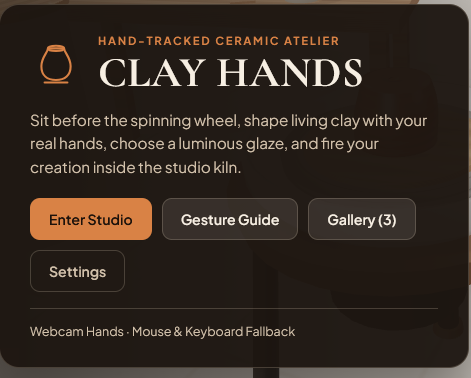 HAND-TRACKED CERAMIC ATELIER
CLAY HANDS
Sit before the spinning wheel, shape living clay with your
real hands, choose a luminous glaze, and fire your
creation inside the studio kiln.
Enter Studio
Gesture Guide
Gallery (3)
Settings
Webcam Hands · Mouse & Keyboard Fallback